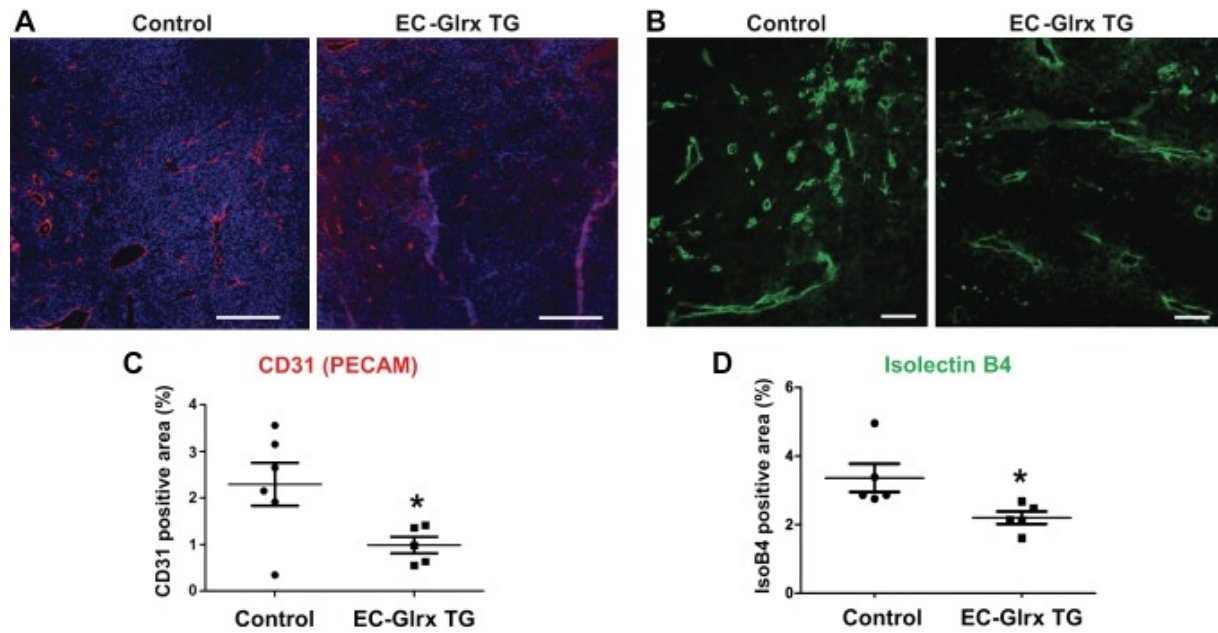 A
Control
EC-Glrx TG
B
Control
EC-Glrx TG
C
CD31 (PECAM)
CD31 positive area (%)
4
3
2
1
0
*
Control
EC-Glrx TG
D
Isolectin B4
IsoB4 positive area (%)
6
4
2
0
*
Control
EC-Glrx TG